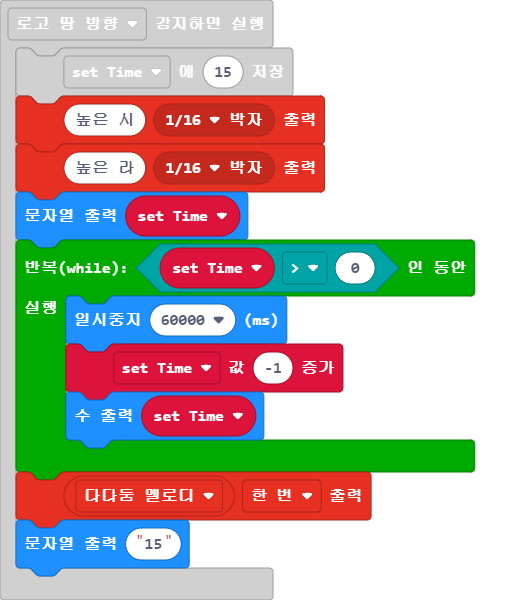 로고 땅 방향 감지하면 실행
set Time 에 15 저장
높은 시 1/16 박자 출력
높은 라 1/16 박자 출력
문자열 출력 set Time
반복(while): set Time > 0 인 동안
실행
일시중지 60000 (ms)
set Time 값 -1 증가
수 출력 set Time
다다둠 멜로디 한 번 출력
문자열 출력 "15"